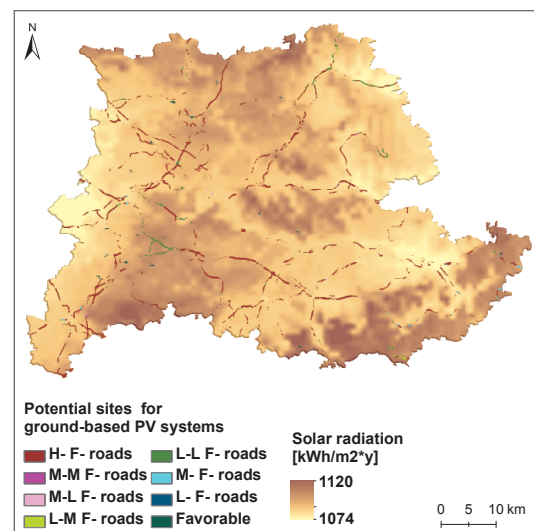 N
Potential sites for
ground-based PV systems
H- F- roads
M-M F- roads
M-L F- roads
L-M F- roads
L-L F- roads
M- F- roads
L- F- roads
Favorable
Solar radiation
[kWh/m2*y]
1120
1074
0 5 10 km